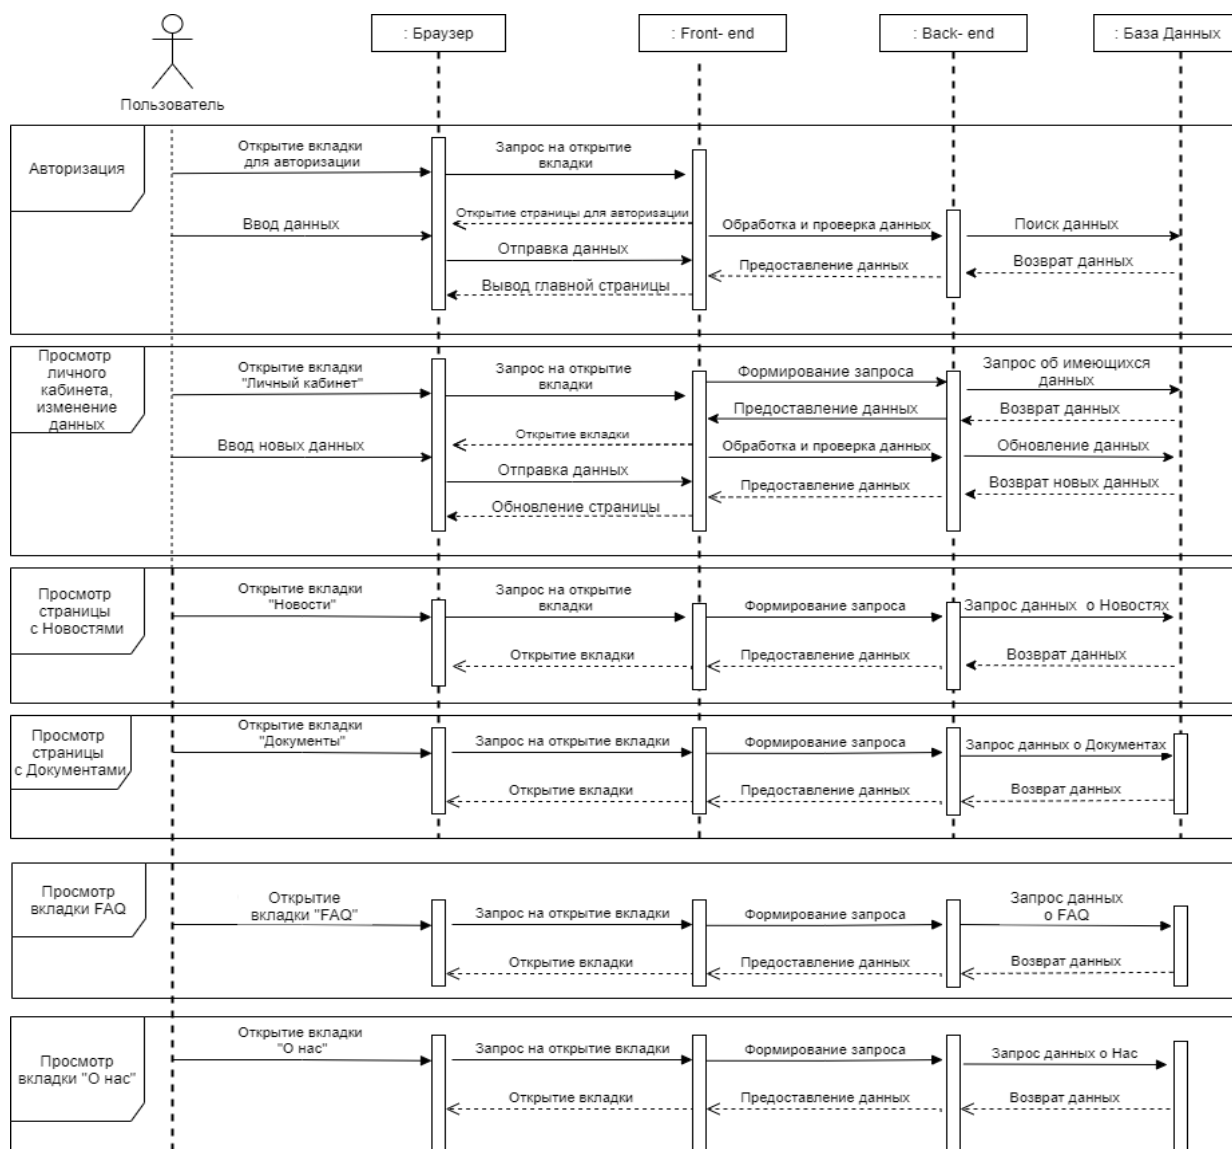 : Браузер
: Front- end
: Back- end
: База Данных
Пользователь
Авторизация
Открытие вкладки
для авторизации
Запрос на открытие
вкладки
Открытие страницы для авторизации
Ввод данных
Обработка и проверка данных
Поиск данных
Отправка данных
Предоставление данных
Возврат данных
Вывод главной страницы
Просмотр
личного
кабинета,
изменение
данных
Открытие вкладки
"Личный кабинет"
Запрос на открытие
вкладки
Формирование запроса
Запрос об имеющихся
данных
Предоставление данных
Возврат данных
Открытие вкладки
Ввод новых данных
Обработка и проверка данных
Обновление данных
Отправка данных
Предоставление данных
Возврат новых данных
Обновление страницы
Просмотр
страницы
с Новостями
Открытие вкладки
"Новости"
Запрос на открытие
вкладки
Формирование запроса
Запрос данных о Новостях
Открытие вкладки
Предоставление данных
Возврат данных
Просмотр
страницы
с Документами
Открытие вкладки
"Документы"
Запрос на открытие вкладки
Формирование запроса
Запрос данных о Документах
Открытие вкладки
Предоставление данных
Возврат данных
Просмотр
вкладки FAQ
Открытие
вкладки "FAQ"
Запрос на открытие вкладки
Формирование запроса
Запрос данных
о FAQ
Открытие вкладки
Предоставление данных
Возврат данных
Просмотр
вкладки "О нас"
Открытие вкладки
"О нас"
Запрос на открытие вкладки
Формирование запроса
Запрос данных о Нас
Открытие вкладки
Предоставление данных
Возврат данных